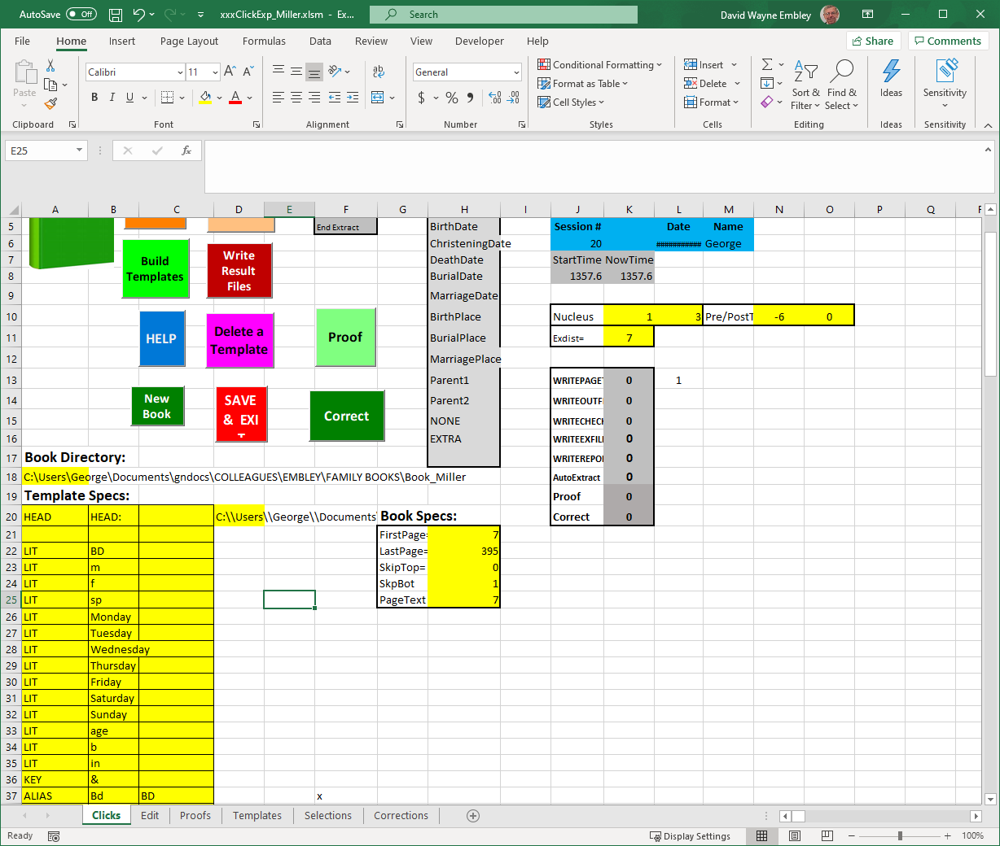 AutoSave Off xxxClickExp_Miller.xlsm - Ex... Search David Wayne Embley
File Home Insert Page Layout Formulas Data Review View Developer Help Share Comments
Paste
Calibri 11
B I U
General
$ % ,
Conditional Formatting
Format as Table
Cell Styles
Insert
Delete
Format
Sort & Filter
Find & Select
Ideas
Sensitivity
Clipboard Font Alignment Number Styles Cells Editing Ideas Sensitivity
E25 fx
A B C D E F G H I J K L M N O P Q
5 End Extract BirthDate Session # Date Name
6 ChristeningDate 20 ########### George
7 DeathDate StartTime NowTime
8 BurialDate 1357.6 1357.6
Build Templates
Write Result Files
9 MarriageDate
10 BirthPlace Nucleus 1 3 Pre/PostT -6 0
11 BurialPlace Exdist= 7
12 MarriagePlace
HELP
Delete a Template
Proof
13 Parent1 WRITEPAGET 0 1
14 Parent2 WRITEOUTF 0
15 NONE WRITECHECK 0
16 EXTRA WRITEEXFIL 0
New Book
SAVE & EXI T
Correct
17 Book Directory: WRITEREPO 0
18 C:\Users\George\Documents\gndocs\COLLEAGUES\EMBLEY\FAMILY BOOKS\Book_Miller AutoExtract 0
19 Template Specs: Proof 0
20 HEAD HEAD: C:\\Users\\George\\Documents\ Book Specs: Correct 0
21 FirstPage= 7
22 LIT BD LastPage= 395
23 LIT m SkipTop= 0
24 LIT f SkpBot 1
25 LIT sp PageText 7
26 LIT Monday
27 LIT Tuesday
28 LIT Wednesday
29 LIT Thursday
30 LIT Friday
31 LIT Saturday
32 LIT Sunday
33 LIT age
34 LIT b
35 LIT in
36 KEY &
37 ALIAS Bd BD x
Clicks Edit Proofs Templates Selections Corrections
Ready Display Settings 100%